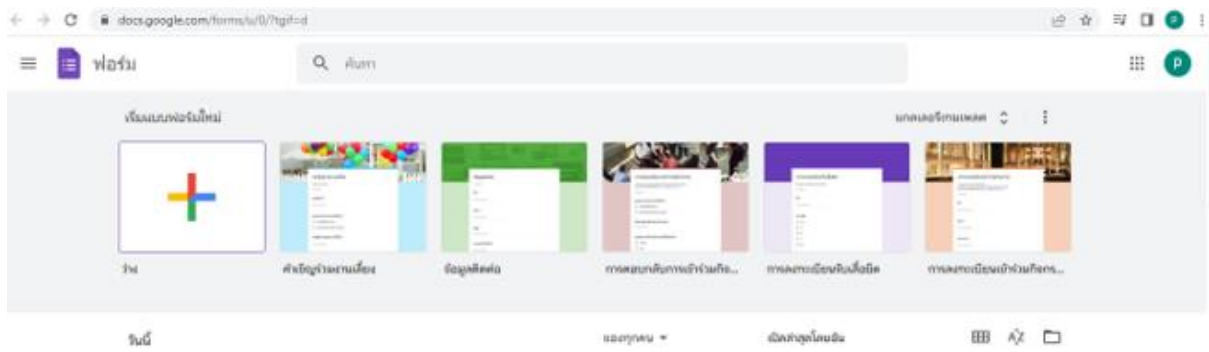 docs.google.com/forms/u/0/?tgif=d
P
ฟอร์ม
ค้นหา
P
เริ่มแบบฟอร์มใหม่
แกลเลอรีเทมเพลต
ว่าง
คำเชิญร่วมงานเลี้ยง
ข้อมูลติดต่อ
การตอบกลับการเข้าร่วมกิจ...
การลงทะเบียนรับเสื้อยืด
การลงทะเบียนเข้าร่วมกิจกร...
วันนี้
ของทุกคน
เปิดล่าสุดโดยฉัน
AZ